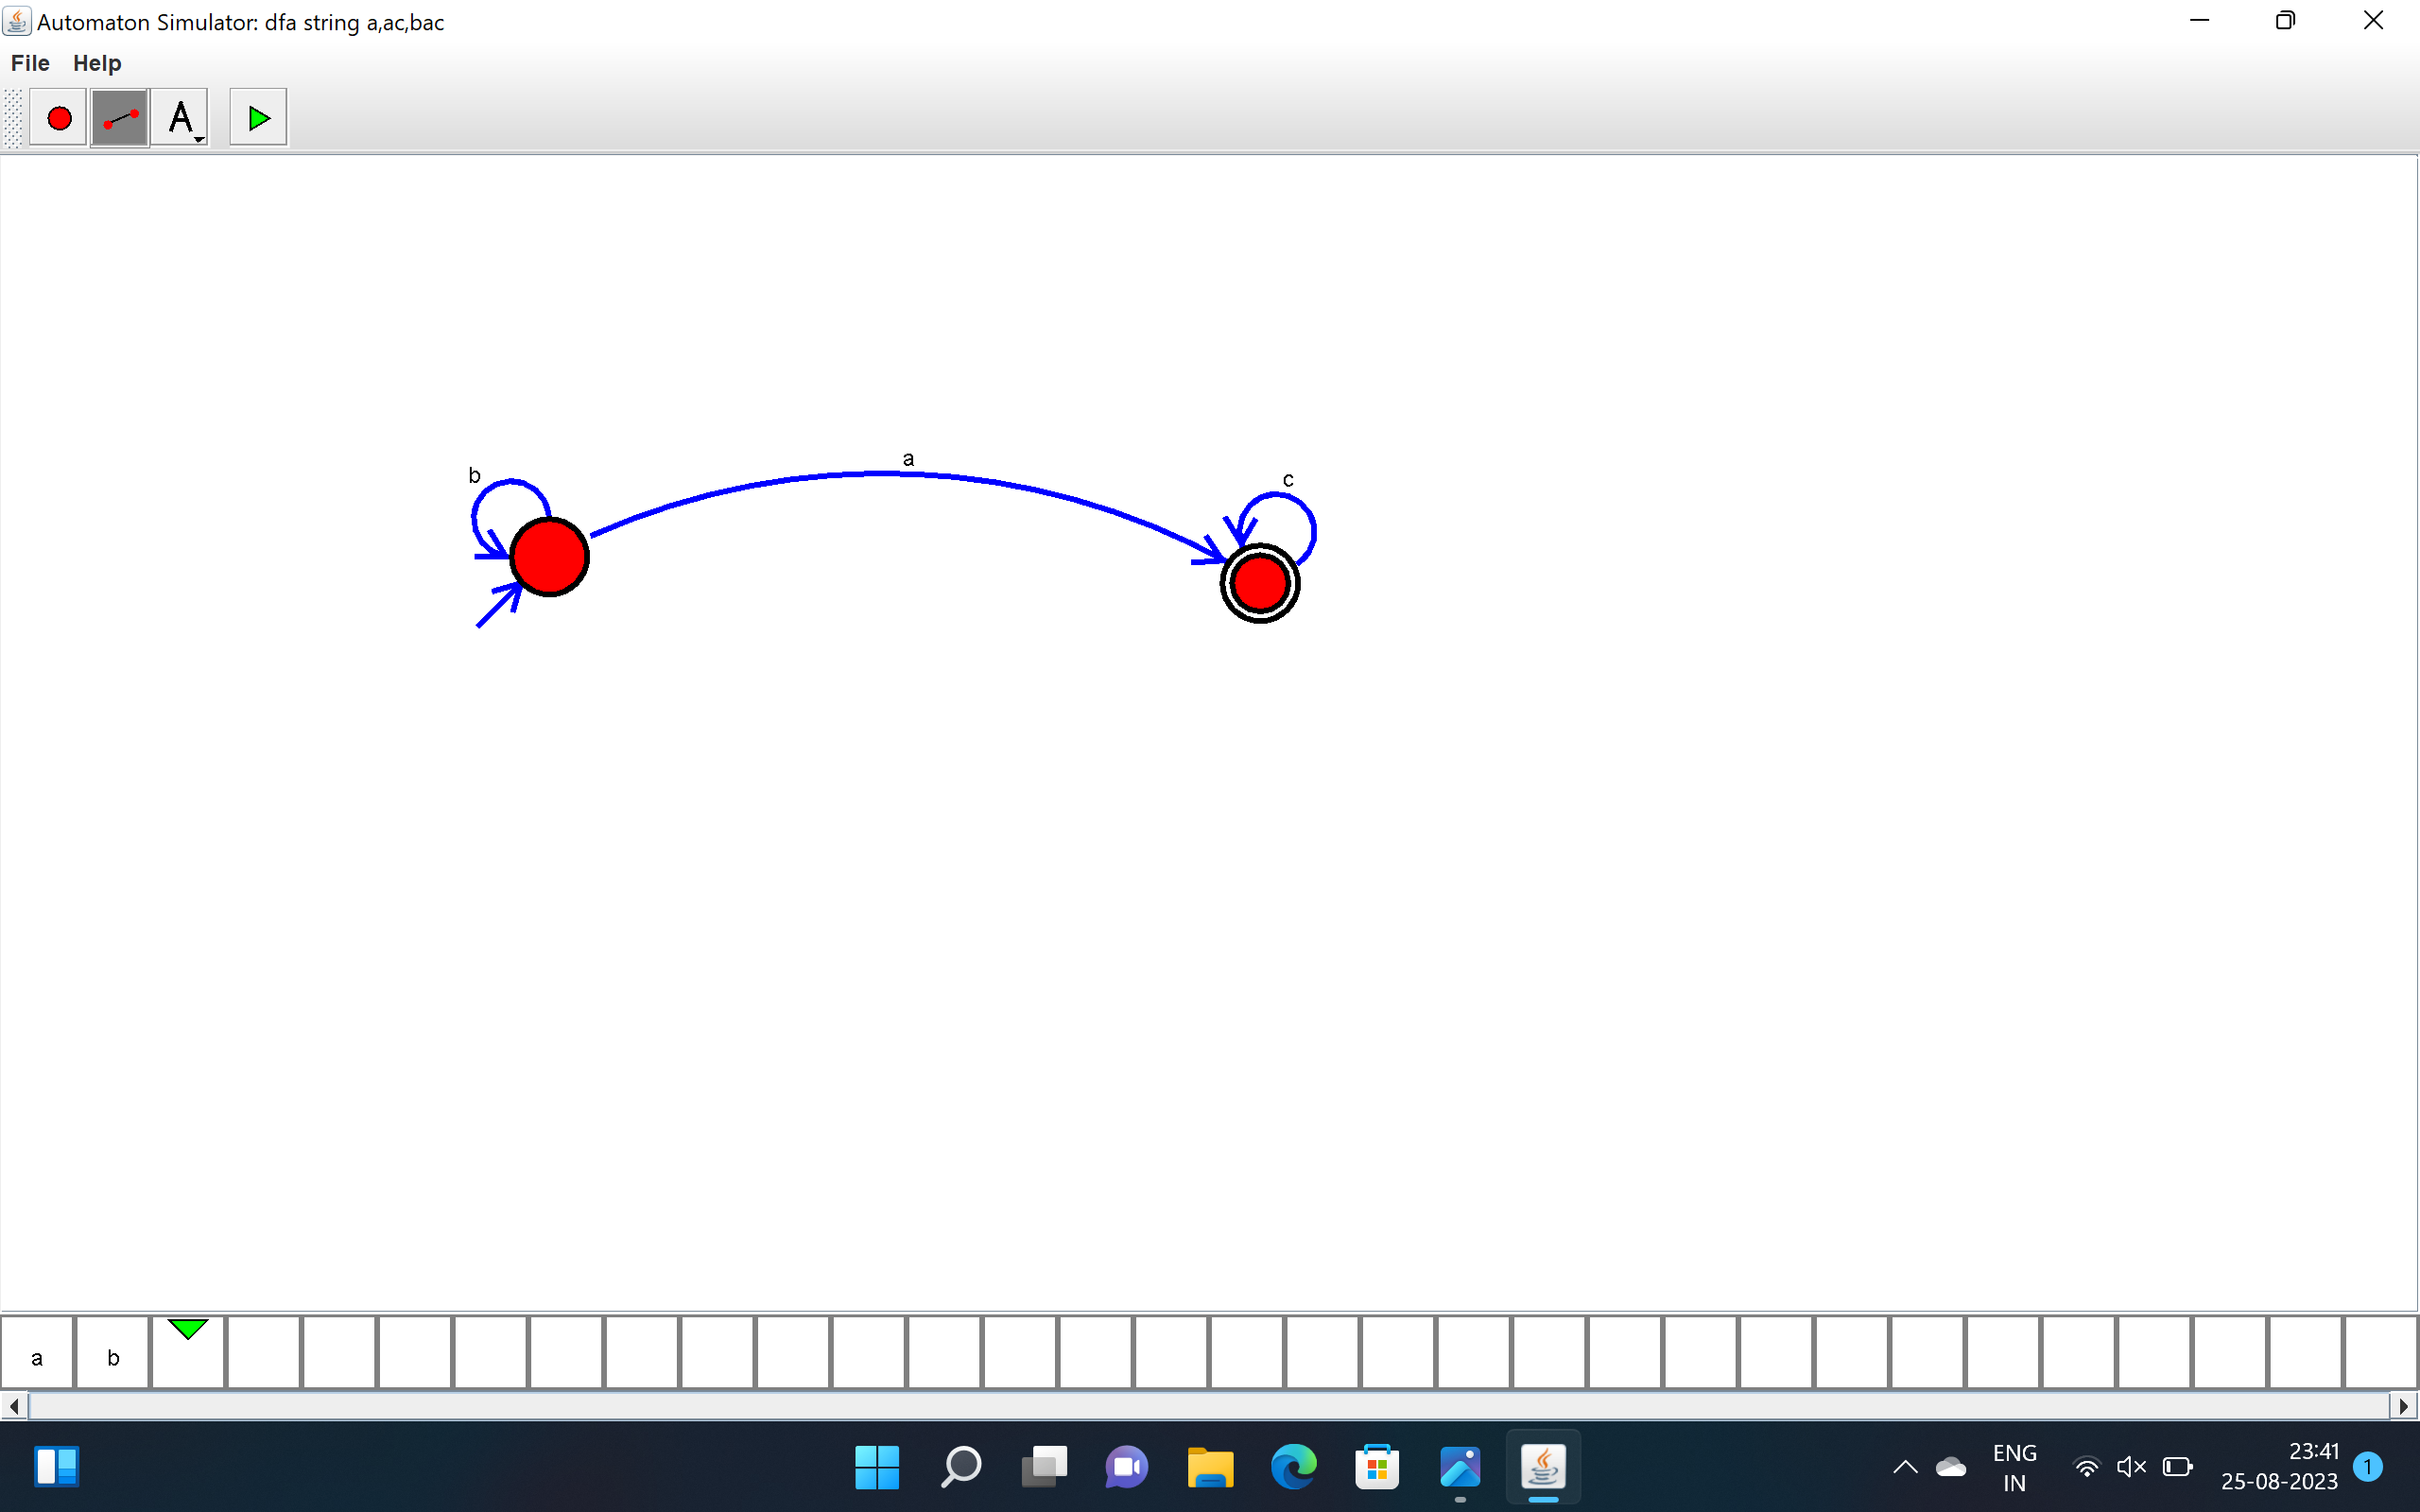 Automaton Simulator: dfa string a,ac,bac
File Help
A
b
a
c
a b
ENG
IN
23:41
25-08-2023
1